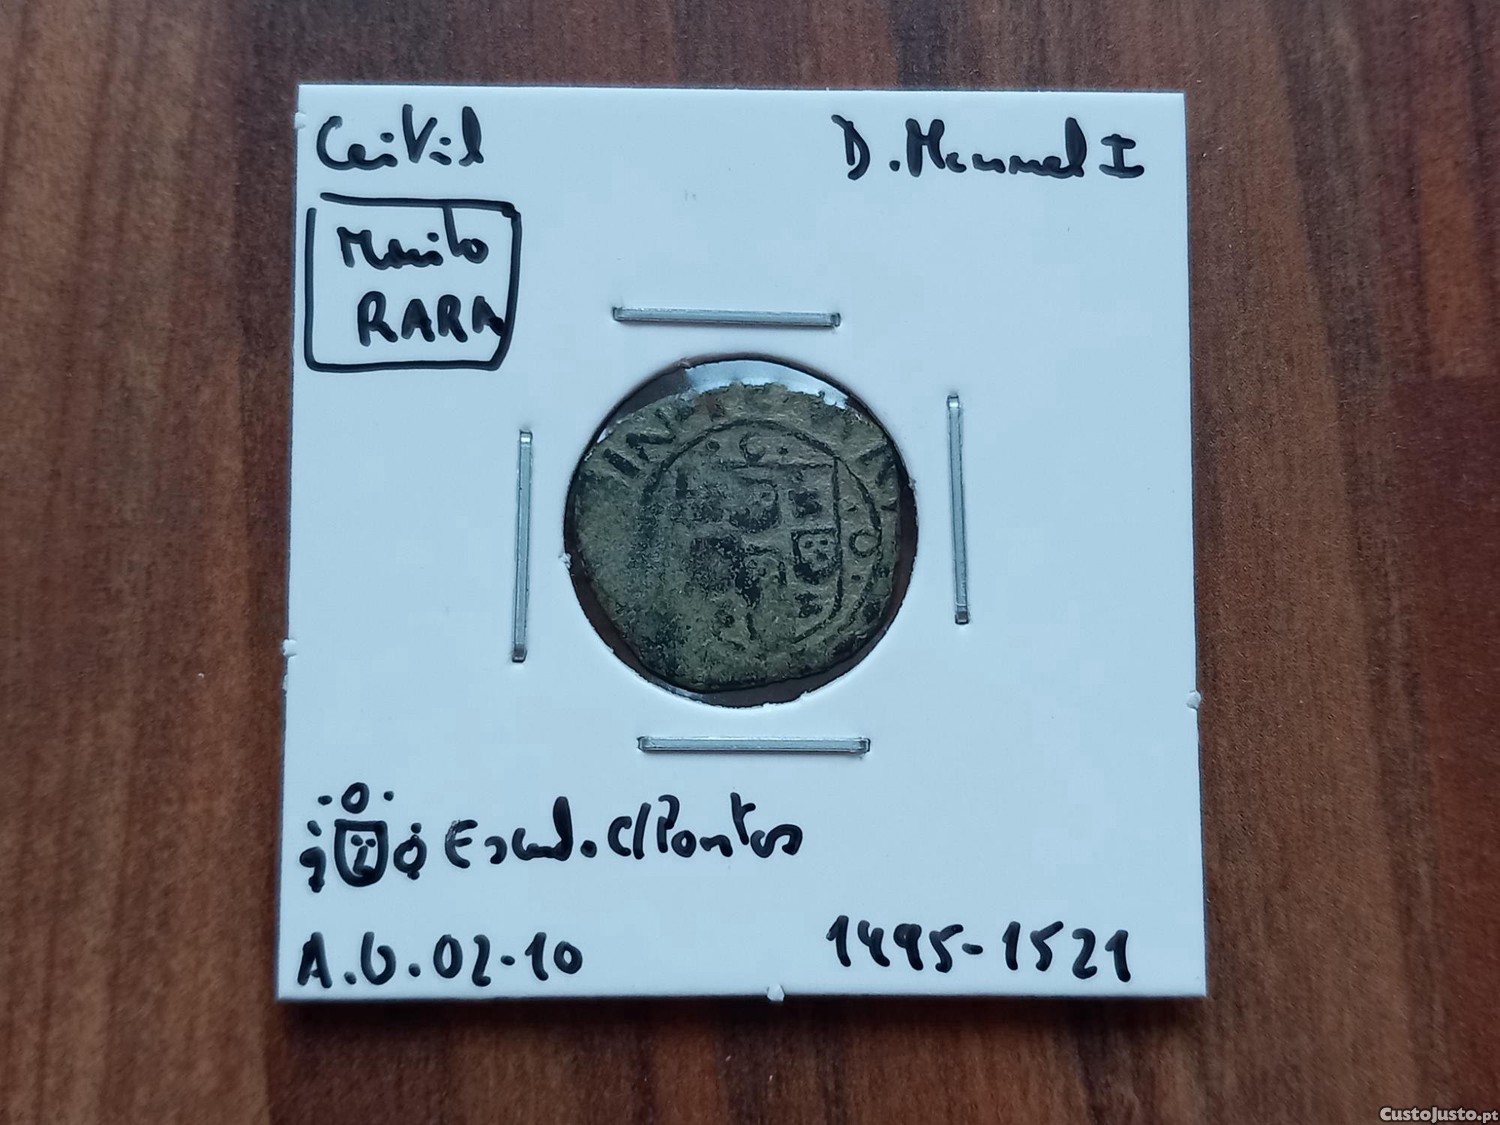 Ceitil
D. Manuel I
Muito
RARA
Escud. c/Pontos
A.G.02-10
1495-1521
CustoJusto.pt